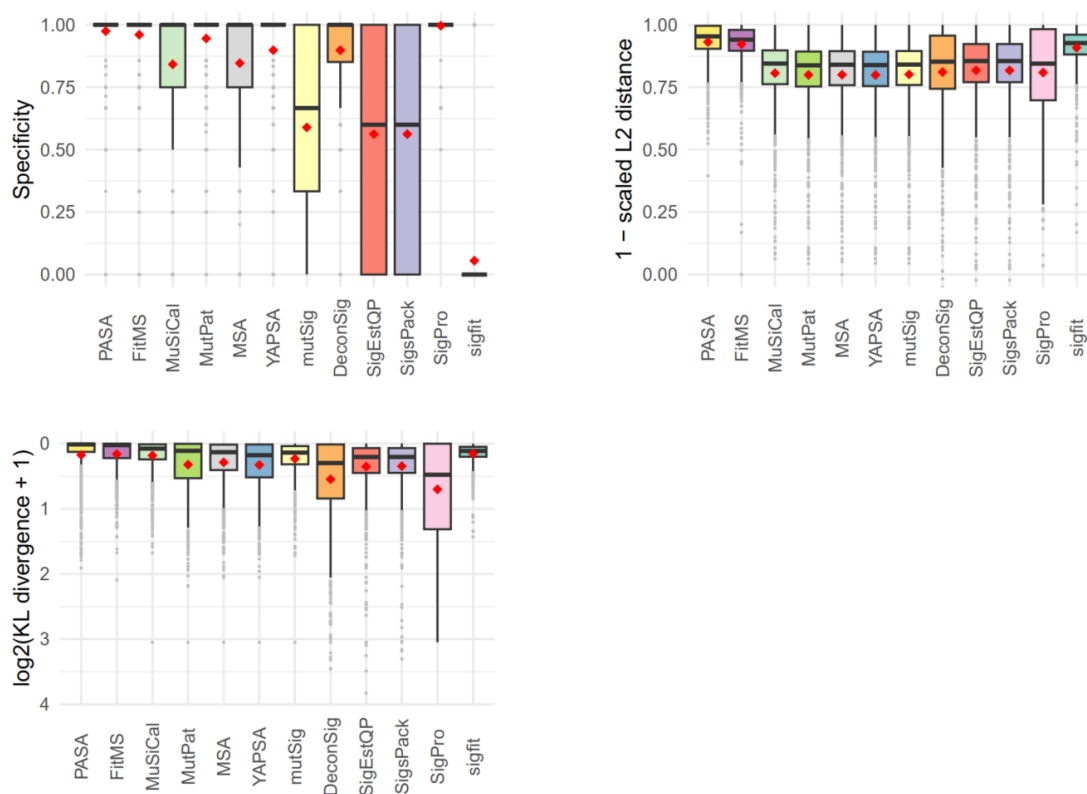 Specificity
1.00
0.75
0.50
0.25
0.00
PASA
FitMS
MuSiCal
MutPat
MSA
YAPSA
mutSig
DeconSig
SigEstQP
SigsPack
SigPro
sigfit
1 − scaled L2 distance
1.00
0.75
0.50
0.25
0.00
PASA
FitMS
MuSiCal
MutPat
MSA
YAPSA
mutSig
DeconSig
SigEstQP
SigsPack
SigPro
sigfit
log2(KL divergence + 1)
0
1
2
3
4
PASA
FitMS
MuSiCal
MutPat
MSA
YAPSA
mutSig
DeconSig
SigEstQP
SigsPack
SigPro
sigfit